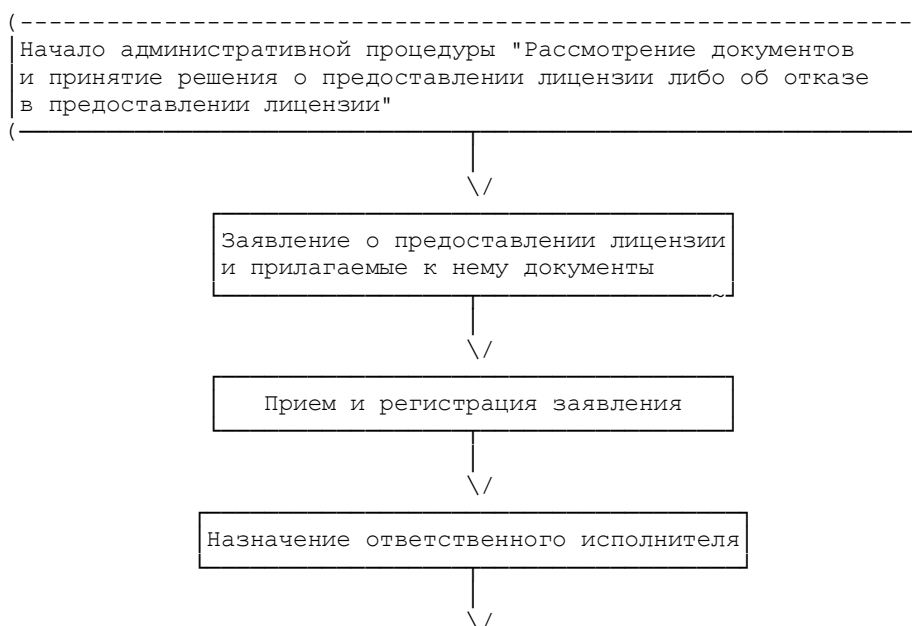 Начало административной процедуры "Рассмотрение документов
и принятие решения о предоставлении лицензии либо об отказе
в предоставлении лицензии"
Заявление о предоставлении лицензии
и прилагаемые к нему документы
Прием и регистрация заявления
Назначение ответственного исполнителя